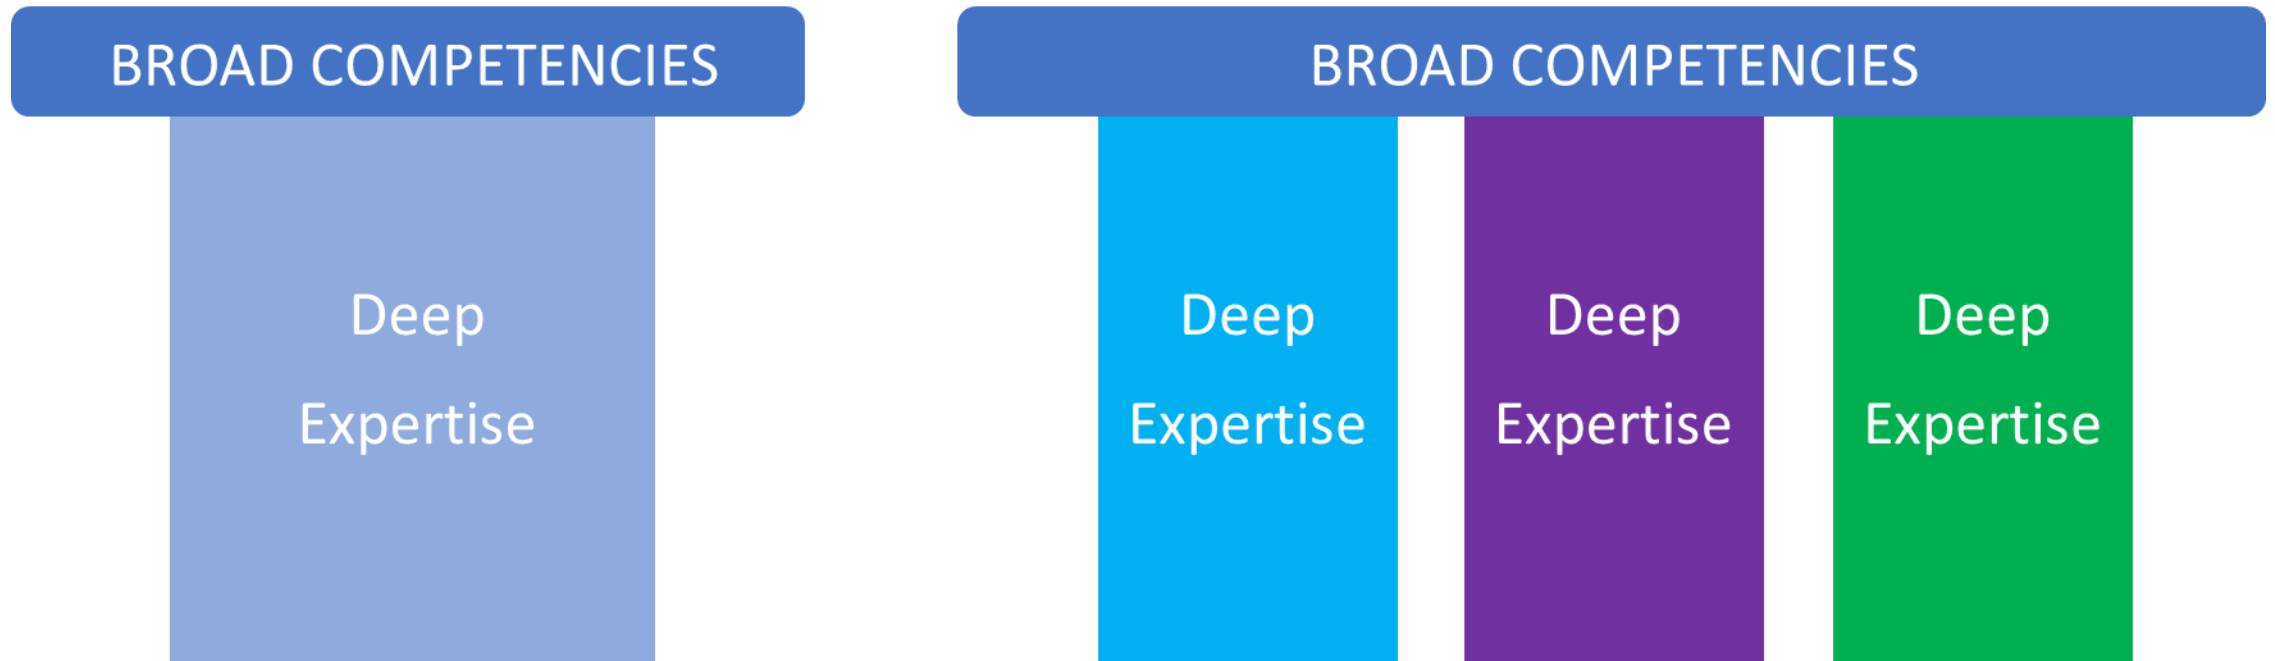 BROAD COMPETENCIES
Deep
Expertise
BROAD COMPETENCIES
Deep
Expertise
Deep
Expertise
Deep
Expertise